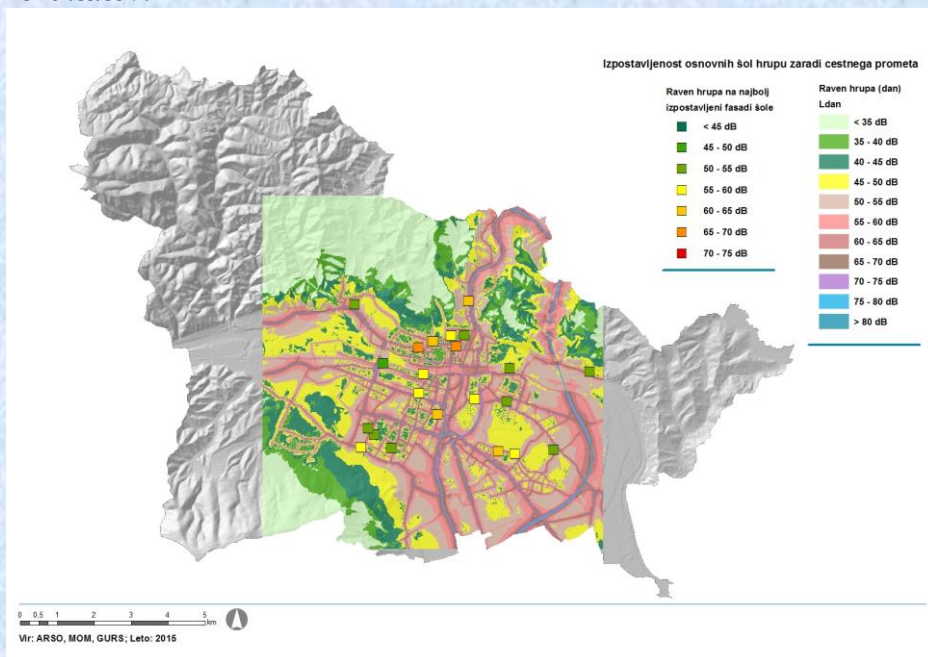 Izpostavljenost osnovnih šol hrupu zaradi cestnega prometa
Raven hrupa na najbolj
izpostavljeni fasadi šole
< 45 dB
45 - 50 dB
50 - 55 dB
55 - 60 dB
60 - 65 dB
65 - 70 dB
70 - 75 dB
Raven hrupa (dan)
Ldan
< 35 dB
35 - 40 dB
40 - 45 dB
45 - 50 dB
50 - 55 dB
55 - 60 dB
60 - 65 dB
65 - 70 dB
70 - 75 dB
75 - 80 dB
> 80 dB
0 0,5 1 2 3 4 5
km
Vir: ARSO, MOM, GURS; Leto: 2015